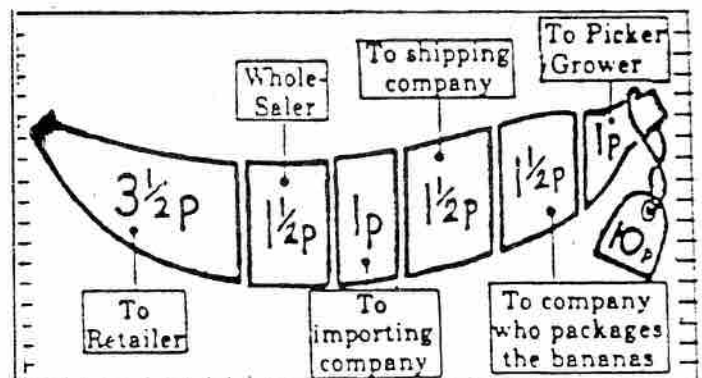 To Picker
Grower
To shipping
company
Whole-
Saler
3½p
1½p
1p
1½p
1½p
1p
10p
To
Retailer
To
importing
company
To company
who packages
the bananas